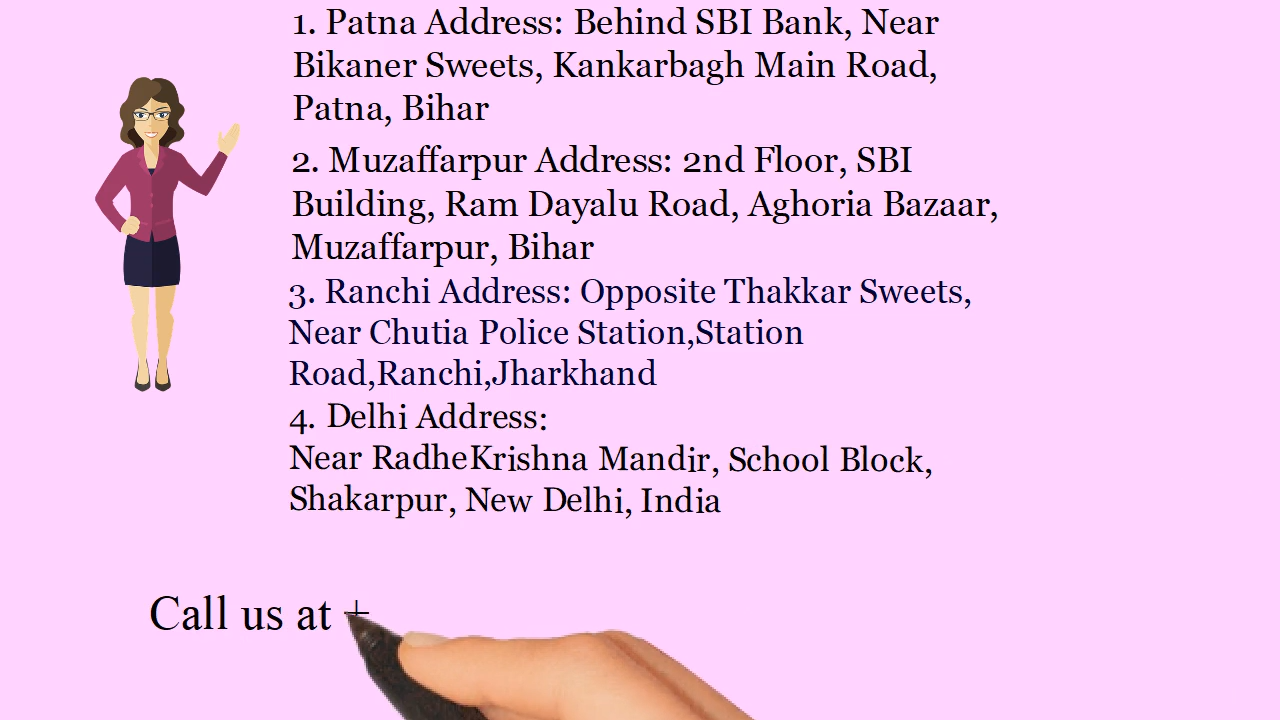 1. Patna Address: Behind SBI Bank, Near
Bikaner Sweets, Kankarbagh Main Road,
Patna, Bihar
2. Muzaffarpur Address: 2nd Floor, SBI
Building, Ram Dayalu Road, Aghoria Bazaar,
Muzaffarpur, Bihar
3. Ranchi Address: Opposite Thakkar Sweets,
Near Chutia Police Station,Station
Road,Ranchi,Jharkhand
4. Delhi Address:
Near RadheKrishna Mandir, School Block,
Shakarpur, New Delhi, India
Call us at +